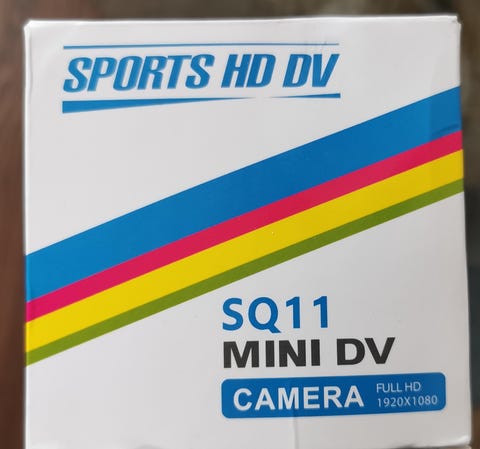 SPORTS HD DV
SQ11
MINI DV
CAMERA
FULL HD
1920X1080